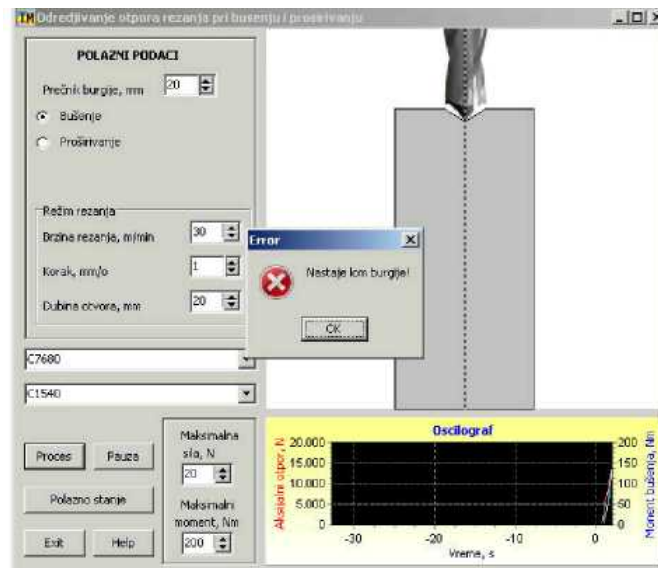 Odredjivanje otpora rezanja pri busenju i prosirivanju
POLAZNI PODACI
Prečnik burgije, mm 20
Bušenje
Proširivanje
Režim rezanja
Brzina rezanja, m/min 30
Korak, mm/o 1
Dubina otvora, mm 20
Error
Nastaje lom burgije!
OK
C7680
C1540
Proces
Pauza
Polazno stanje
Exit
Help
Maksimalna
sila, N
20
Maksimalni
moment, Nm
200
Oscilograf
Aksijalni otpor, N
20.000
15.000
10.000
5.000
0
200
150
100
50
0
Moment bušenja, Nm
-30 -20 -10 0
Vreme, s